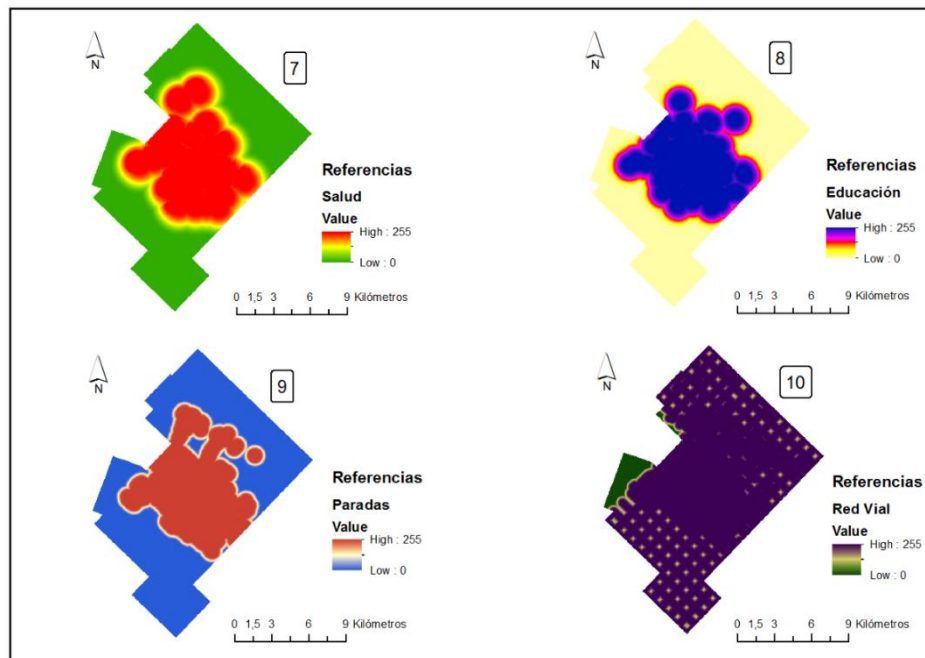 N
7
Referencias
Salud
Value
High : 255
Low : 0
0 1,5 3 6 9 Kilómetros
N
8
Referencias
Educación
Value
High : 255
Low : 0
0 1,5 3 6 9 Kilómetros
N
9
Referencias
Paradas
Value
High : 255
Low : 0
0 1,5 3 6 9 Kilómetros
N
10
Referencias
Red Vial
Value
High : 255
Low : 0
0 1,5 3 6 9 Kilómetros